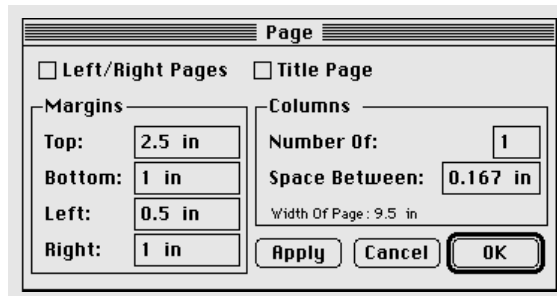 Page
Left/Right Pages Title Page
Margins
Top: 2.5 in
Bottom: 1 in
Left: 0.5 in
Right: 1 in
Columns
Number Of: 1
Space Between: 0.167 in
Width Of Page: 9.5 in
Apply Cancel OK